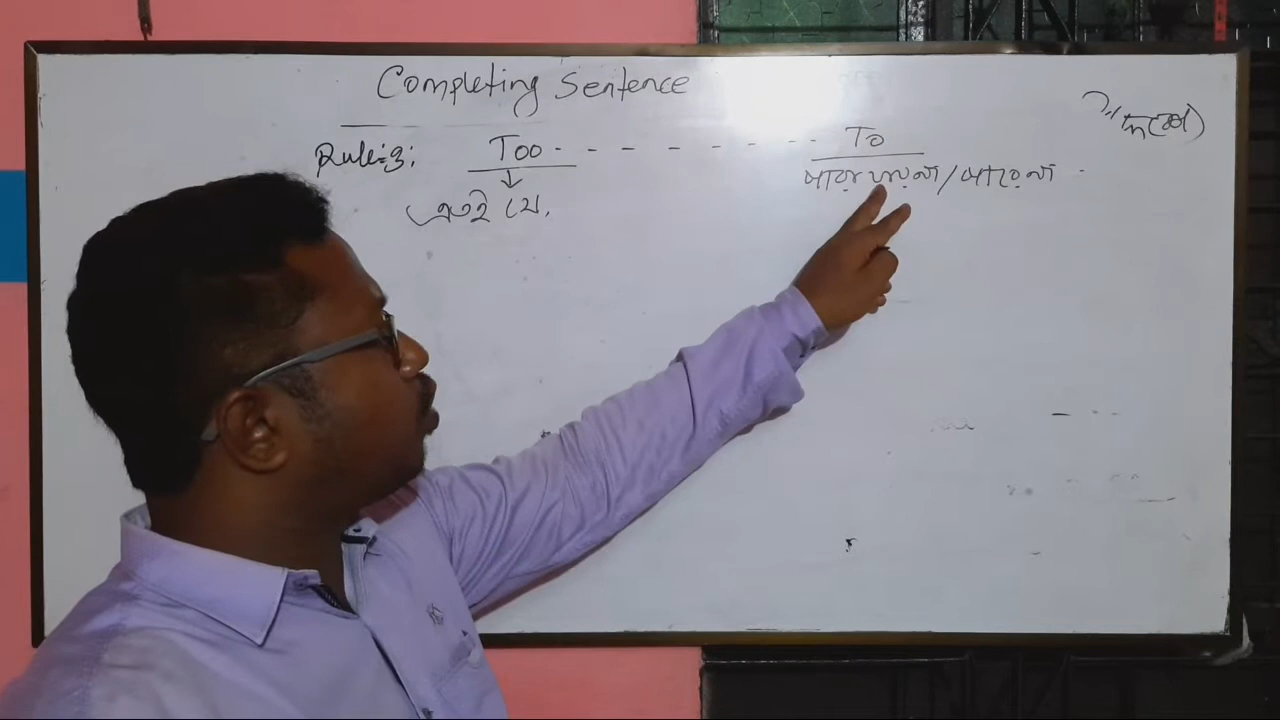 Completing Sentence
Rule:3: Too - - - - - - - - - To
এতই যে,
/ পারেনা